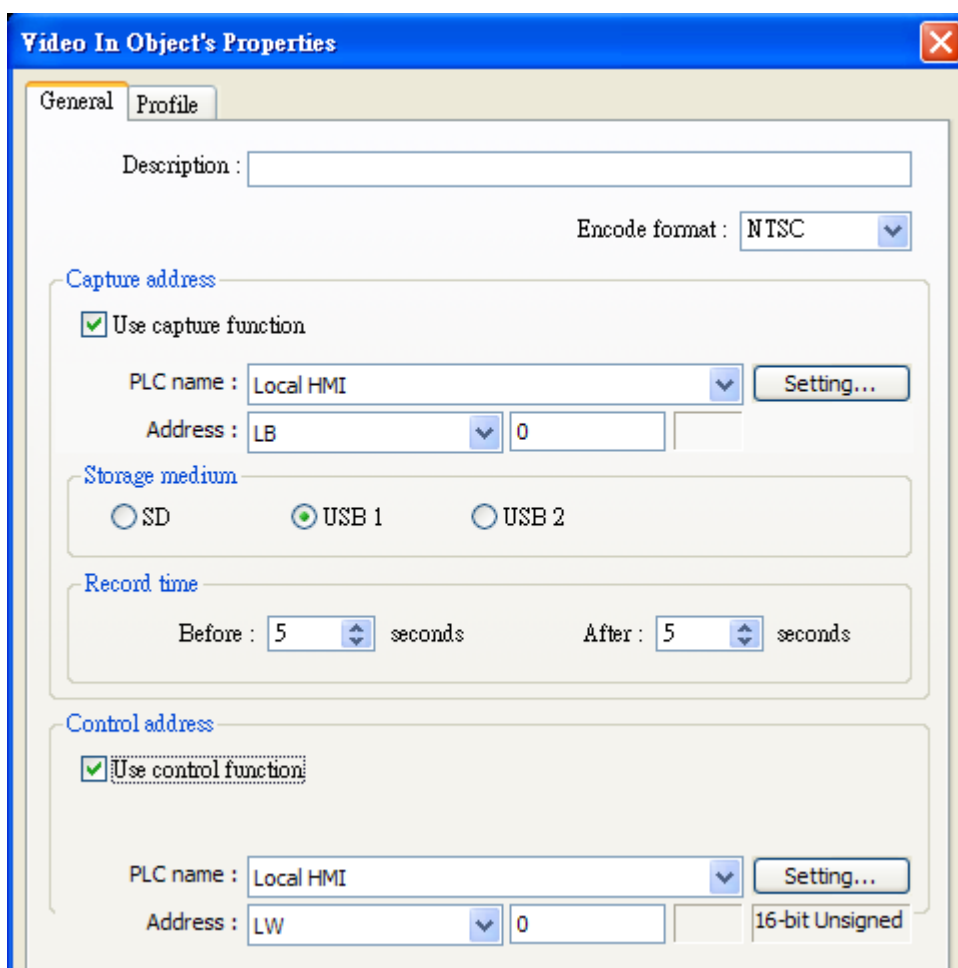 Video In Object's Properties
General Profile
Description :
Encode format : NTSC
Capture address
Use capture function
PLC name : Local HMI Setting...
Address : LB 0
Storage medium
SD USB 1 USB 2
Record time
Before : 5 seconds After : 5 seconds
Control address
Use control function
PLC name : Local HMI Setting...
Address : LW 0 16-bit Unsigned